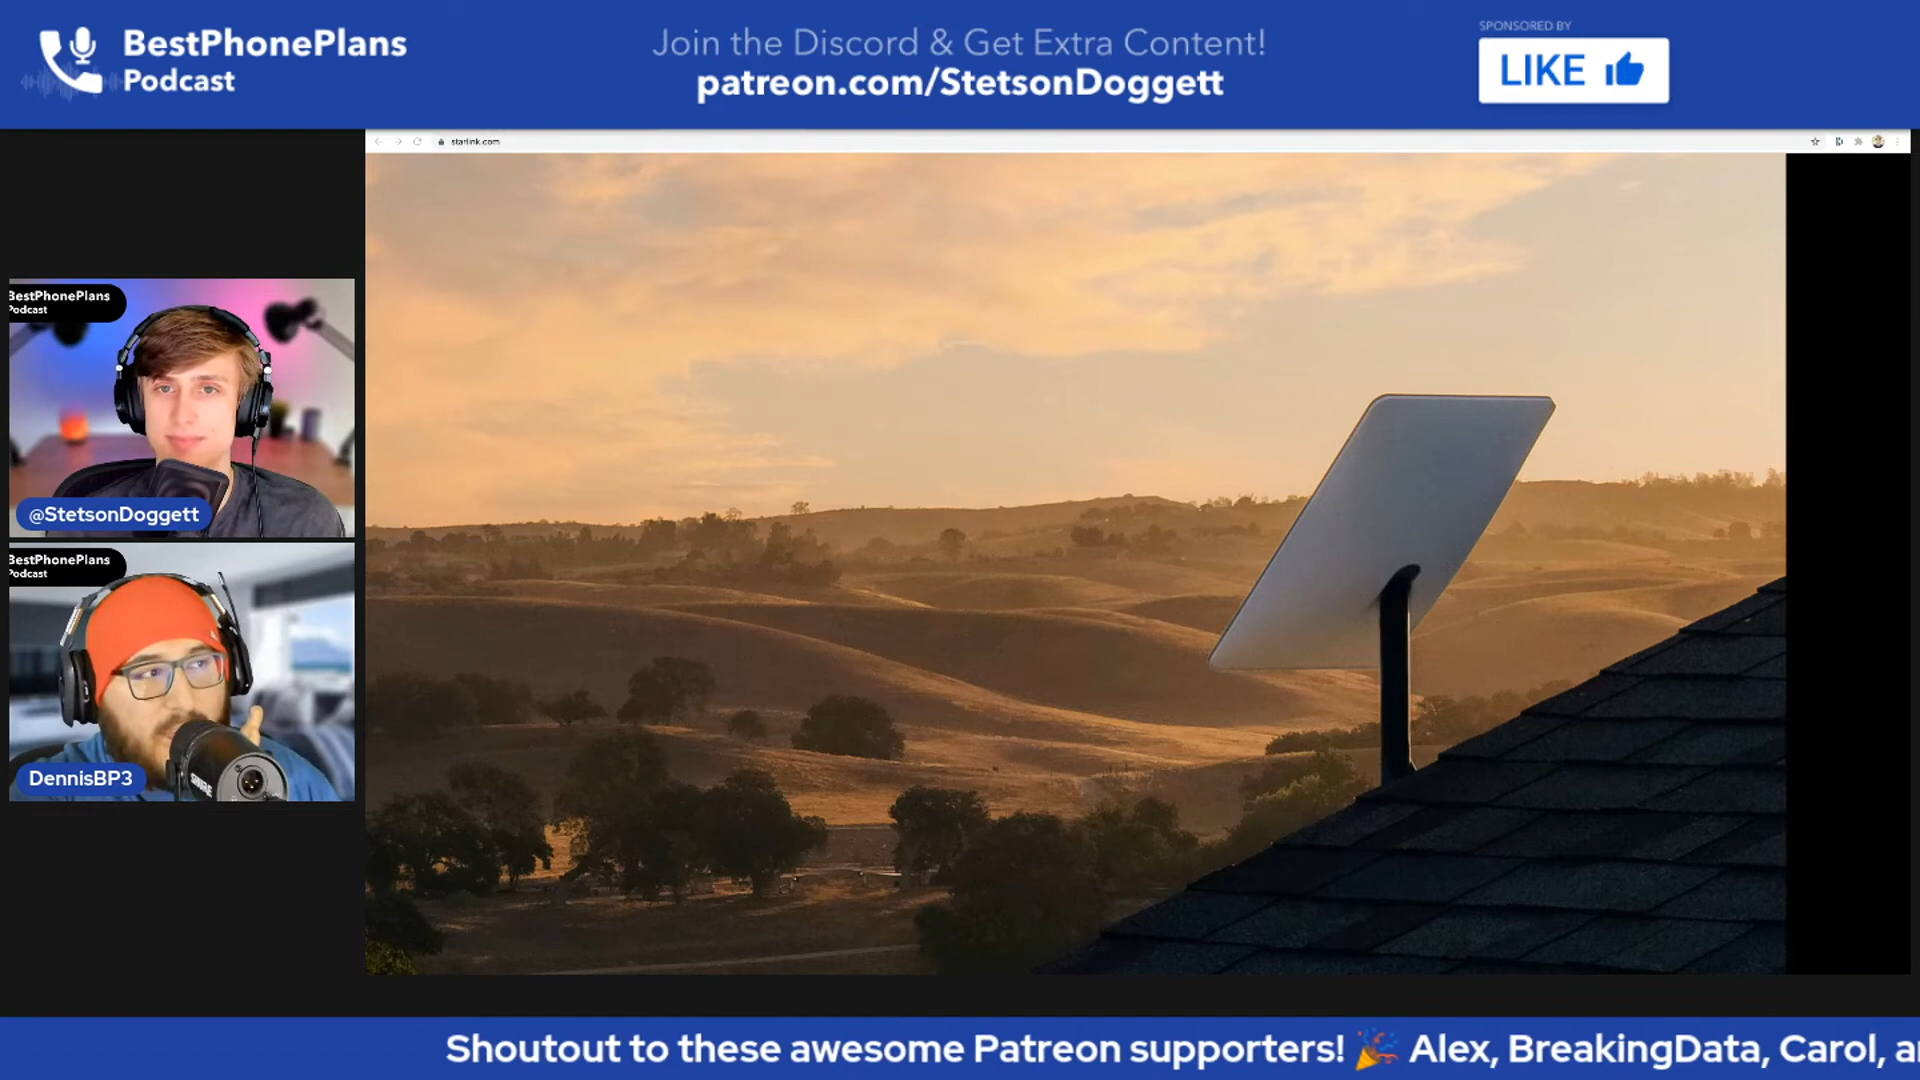 BestPhonePlans
Podcast
Join the Discord & Get Extra Content!
patreon.com/StetsonDoggett
SPONSORED BY
LIKE
starlink.com
BestPhonePlans
Podcast
@StetsonDoggett
BestPhonePlans
Podcast
DennisBP3
SHURE
Shoutout to these awesome Patreon supporters! 🎉 Alex, BreakingData, Carol,